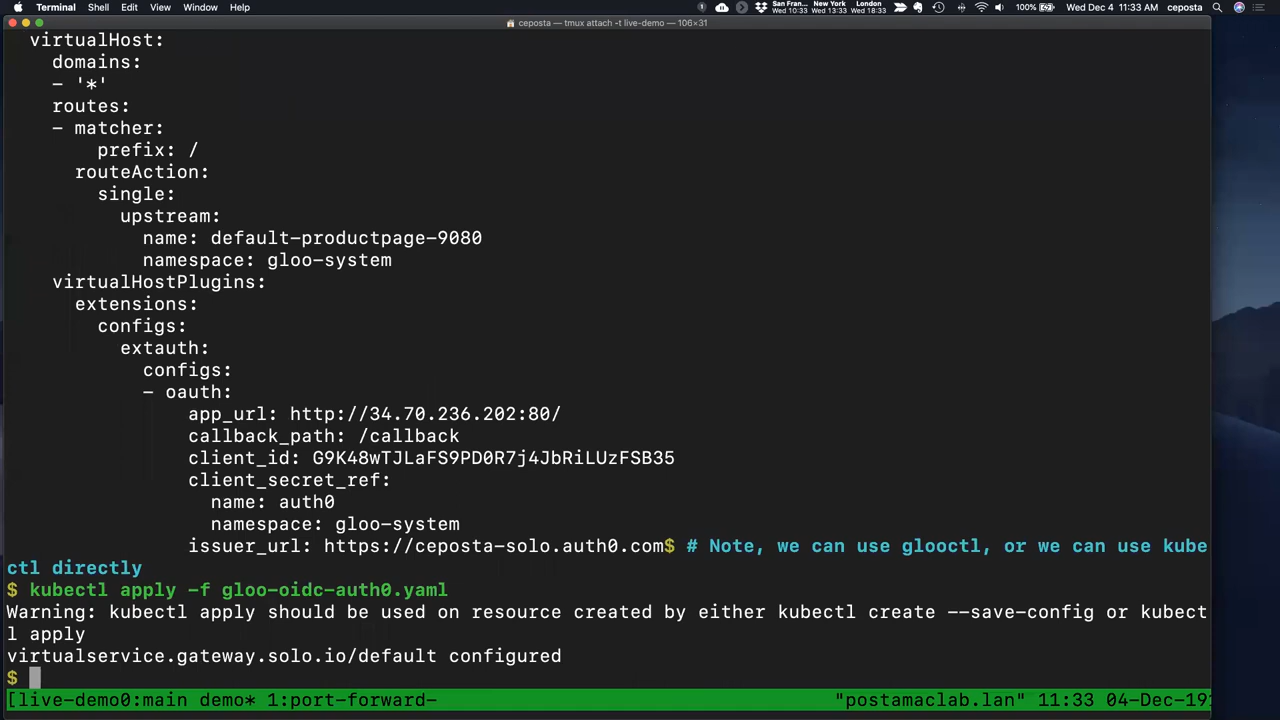 Terminal Shell Edit View Window Help
San Fran... New York London
Wed 10:33 Wed 13:33 Wed 18:33
100% Wed Dec 4 11:33 AM ceposta
ceposta — tmux attach -t live-demo — 106×31
virtualHost:
domains:
- '*'
routes:
- matcher:
prefix: /
routeAction:
single:
upstream:
name: default-productpage-9080
namespace: gloo-system
virtualHostPlugins:
extensions:
configs:
extauth:
configs:
- oauth:
app_url: http://34.70.236.202:80/
callback_path: /callback
client_id: G9K48wTJLaFS9PD0R7j4JbRiLUzFSB35
client_secret_ref:
name: auth0
namespace: gloo-system
issuer_url: https://ceposta-solo.auth0.com$ # Note, we can use glooctl, or we can use kube
ctl directly
$ kubectl apply -f gloo-oidc-auth0.yaml
Warning: kubectl apply should be used on resource created by either kubectl create --save-config or kubect
l apply
virtualservice.gateway.solo.io/default configured
$
[live-demo0:main demo* 1:port-forward- "postamaclab.lan" 11:33 04-Dec-19